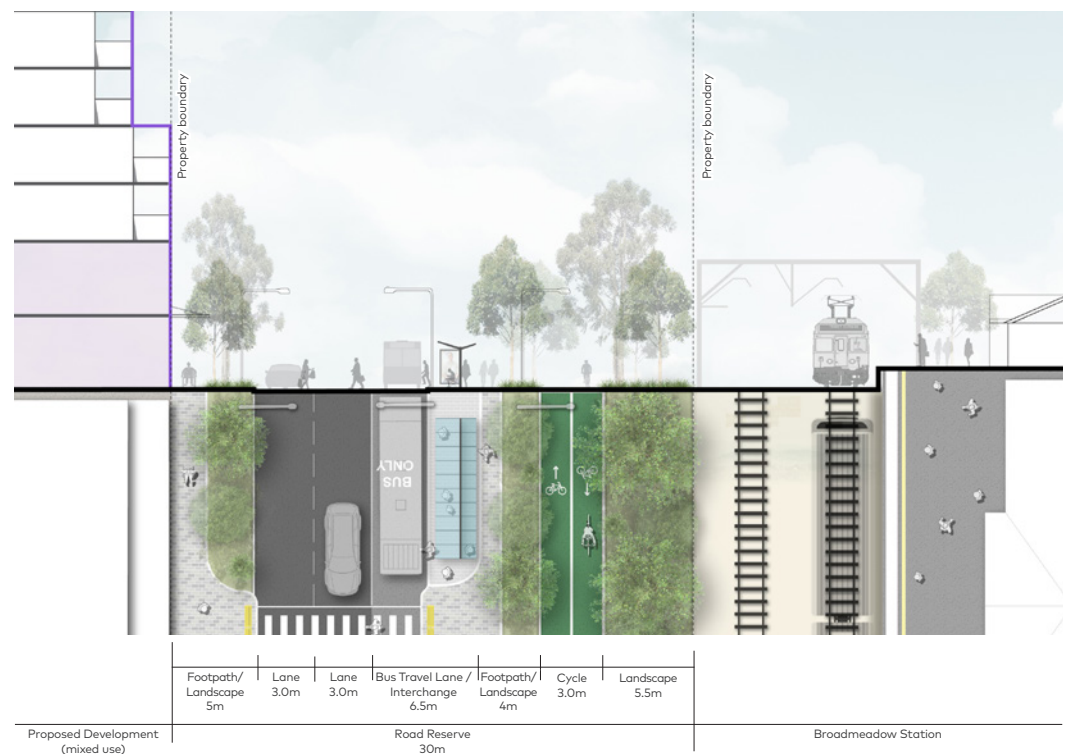 Property boundary
Property boundary
BUS
ONLY
Footpath/
Landscape
5m
Lane
3.0m
Lane
3.0m
Bus Travel Lane /
Interchange
6.5m
Footpath/
Landscape
4m
Cycle
3.0m
Landscape
5.5m
Proposed Development
(mixed use)
Road Reserve
30m
Broadmeadow Station